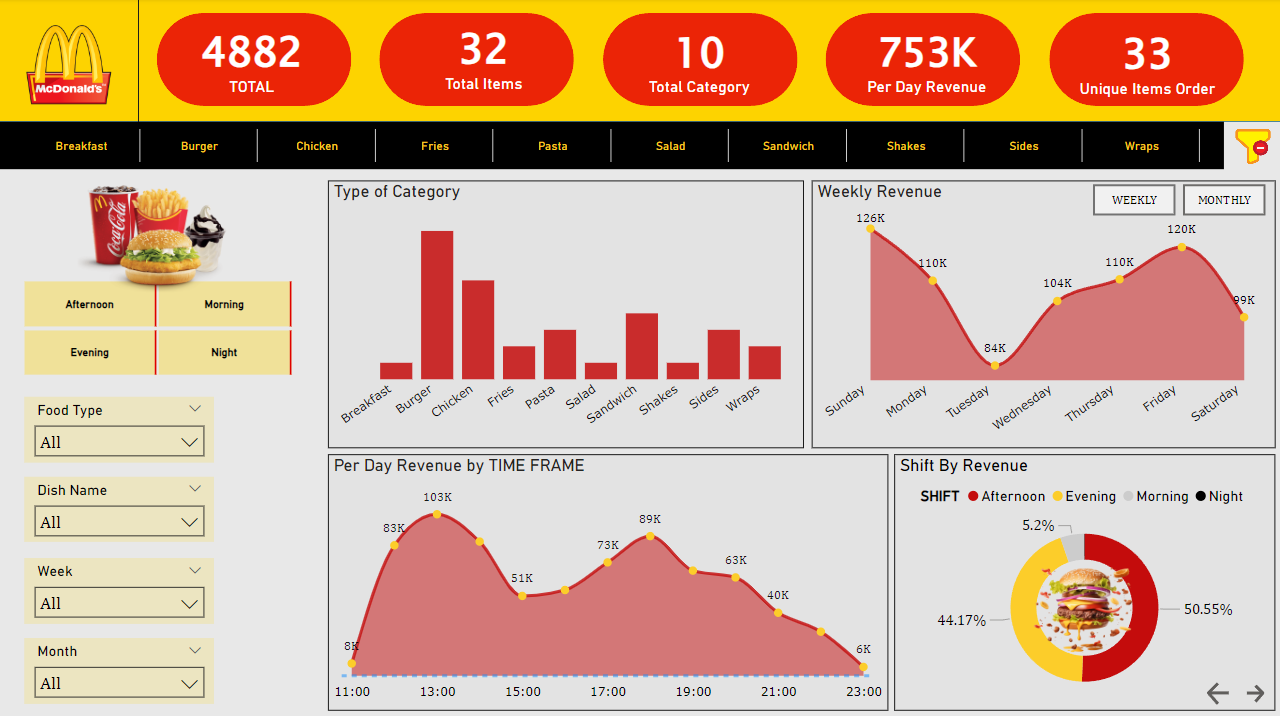 McDonald's
4882
TOTAL
32
Total Items
10
Total Category
753K
Per Day Revenue
33
Unique Items Order
Breakfast
Burger
Chicken
Fries
Pasta
Salad
Sandwich
Shakes
Sides
Wraps
Coca-Cola
Afternoon
Morning
Evening
Night
Food Type
All
Dish Name
All
Week
All
Month
All
Type of Category
Breakfast
Burger
Chicken
Fries
Pasta
Salad
Sandwich
Shakes
Sides
Wraps
Weekly Revenue
WEEKLY
MONTHLY
126K
110K
84K
104K
110K
120K
99K
Sunday
Monday
Tuesday
Wednesday
Thursday
Friday
Saturday
Per Day Revenue by TIME FRAME
8K
83K
103K
51K
73K
89K
63K
40K
6K
11:00
13:00
15:00
17:00
19:00
21:00
23:00
Shift By Revenue
SHIFT Afternoon Evening Morning Night
5.2%
44.17%
50.55%